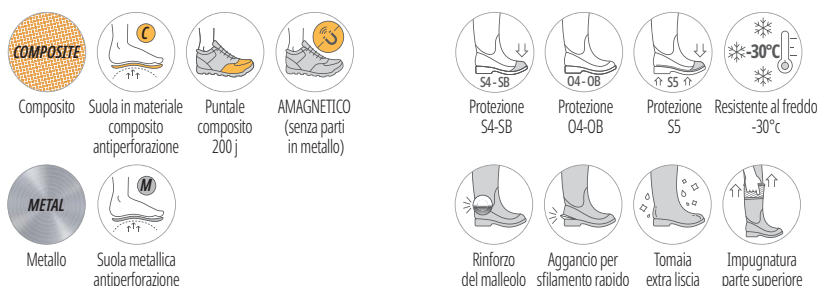 COMPOSITE
C
S4 - SB
O4 - OB
S5
-30°C
Composito
Suola in materiale
composito
antiperforazione
Puntale
composito
200 j
AMAGNETICO
(senza parti
in metallo)
Protezione
S4-SB
Protezione
O4-OB
Protezione
S5
Resistente al freddo
-30°c
METAL
M
Metallo
Suola metallica
antiperforazione
Rinforzo
del malleolo
Aggancio per
sfilamento rapido
Tomaia
extra liscia
Impugnatura
parte superiore